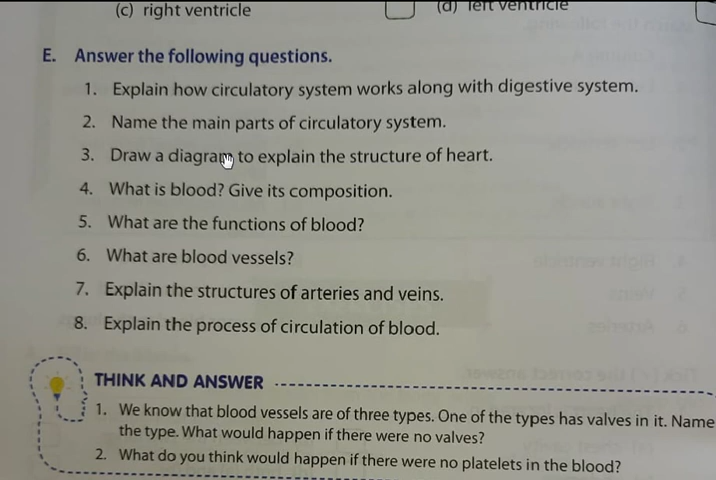 (c) right ventricle
(d) left ventricle
E. Answer the following questions.
1. Explain how circulatory system works along with digestive system.
2. Name the main parts of circulatory system.
3. Draw a diagram to explain the structure of heart.
4. What is blood? Give its composition.
5. What are the functions of blood?
6. What are blood vessels?
7. Explain the structures of arteries and veins.
8. Explain the process of circulation of blood.
THINK AND ANSWER
1. We know that blood vessels are of three types. One of the types has valves in it. Name
the type. What would happen if there were no valves?
2. What do you think would happen if there were no platelets in the blood?